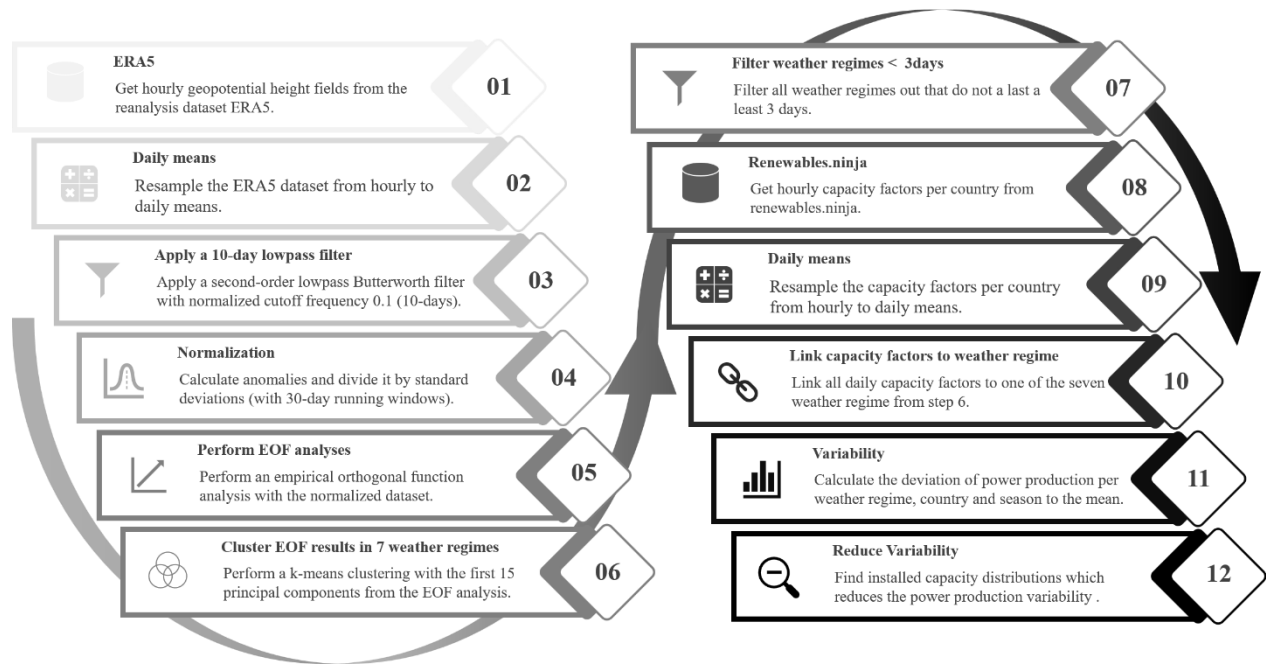 ERA5
Get hourly geopotential height fields from the
reanalysis dataset ERA5.
01
Daily means
Resample the ERA5 dataset from hourly to
daily means.
02
Apply a 10-day lowpass filter
Apply a second-order lowpass Butterworth filter
with normalized cutoff frequency 0.1 (10-days).
03
Normalization
Calculate anomalies and divide it by standard
deviations (with 30-day running windows).
04
Perform EOF analyses
Perform an empirical orthogonal function
analysis with the normalized dataset.
05
Cluster EOF results in 7 weather regimes
Perform a k-means clustering with the first 15
principal components from the EOF analysis.
06
Filter weather regimes < 3days
Filter all weather regimes out that do not a last a
least 3 days.
07
Renewables.ninja
Get hourly capacity factors per country from
renewables.ninja.
08
Daily means
Resample the capacity factors per country
from hourly to daily means.
09
Link capacity factors to weather regime
Link all daily capacity factors to one of the seven
weather regime from step 6.
10
Variability
Calculate the deviation of power production per
weather regime, country and season to the mean.
11
Reduce Variability
Find installed capacity distributions which
reduces the power production variability .
12